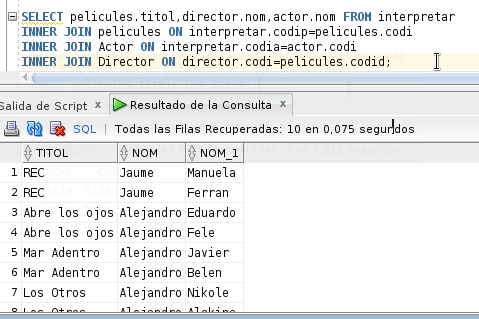 SELECT pelicules.titol,director.nom,actor.nom FROM interpretar
INNER JOIN pelicules ON interpretar.codip=pelicules.codi
INNER JOIN Actor ON interpretar.codia=actor.codi
INNER JOIN Director ON director.codi=pelicules.codid;
Salida de Script x Resultado de la Consulta x
SQL | Todas las Filas Recuperadas: 10 en 0,075 segundos
TITOL NOM NOM_1
1 REC Jaume Manuela
2 REC Jaume Ferran
3 Abre los ojos Alejandro Eduardo
4 Abre los ojos Alejandro Fele
5 Mar Adentro Alejandro Javier
6 Mar Adentro Alejandro Belen
7 Los Otros Alejandro Nikole
8 Los Otros Alejandro